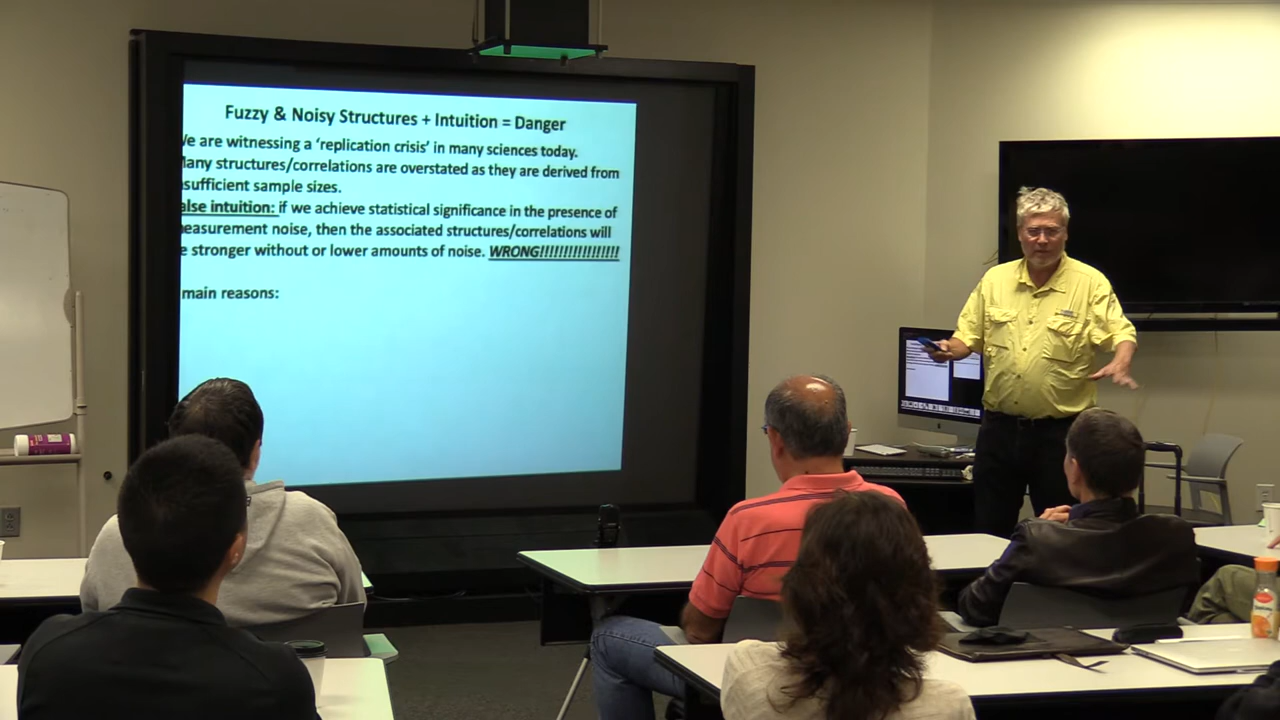 Fuzzy & Noisy Structures + Intuition = Danger
e are witnessing a ‘replication crisis’ in many sciences today.
any structures/correlations are overstated as they are derived from
sufficient sample sizes.
alse intuition: if we achieve statistical significance in the presence of
easurement noise, then the associated structures/correlations will
e stronger without or lower amounts of noise. WRONG!!!!!!!!!!!!!!!!!
main reasons: